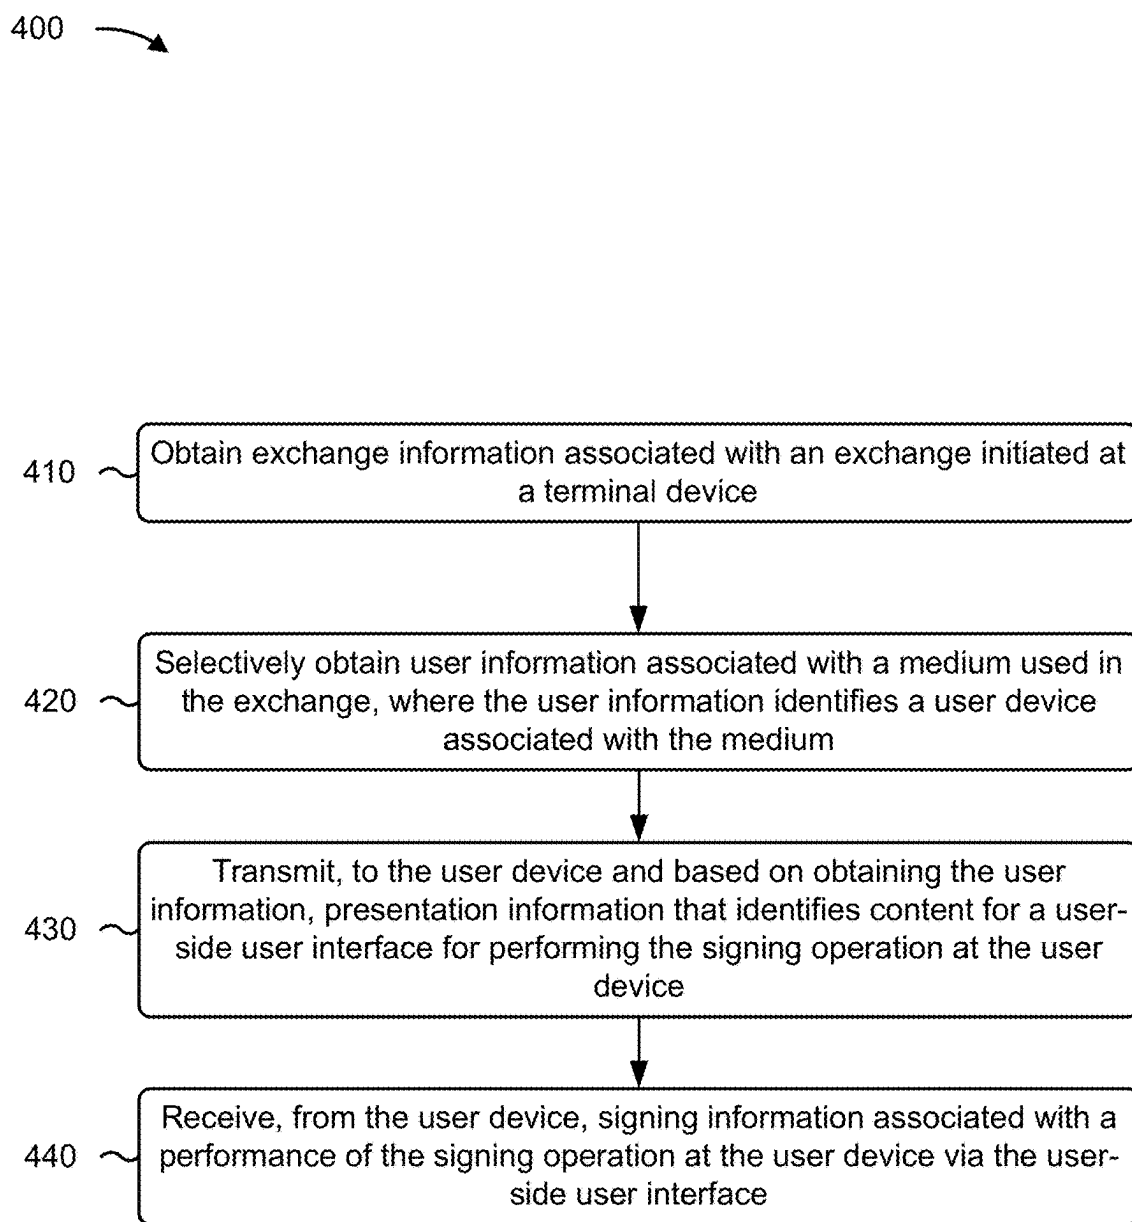 400
410
Obtain exchange information associated with an exchange initiated at
a terminal device
420
Selectively obtain user information associated with a medium used in
the exchange, where the user information identifies a user device
associated with the medium
430
Transmit, to the user device and based on obtaining the user
information, presentation information that identifies content for a user-
side user interface for performing the signing operation at the user
device
440
Receive, from the user device, signing information associated with a
performance of the signing operation at the user device via the user-
side user interface